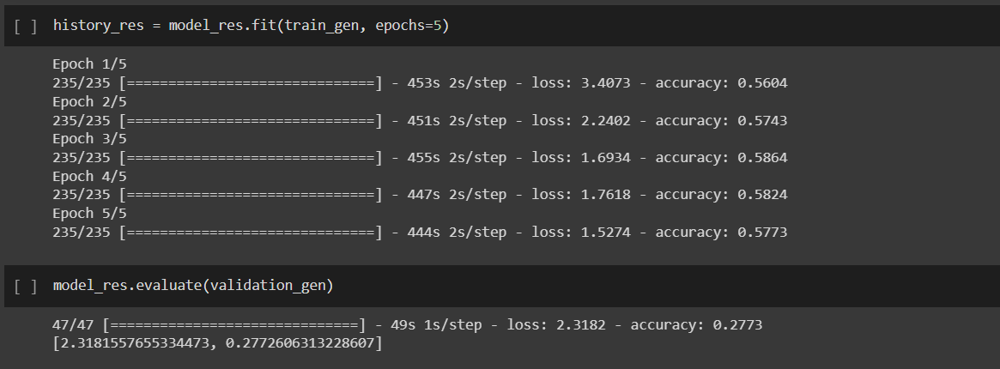 [ ] history_res = model_res.fit(train_gen, epochs=5)
Epoch 1/5
235/235 [==============================] - 453s 2s/step - loss: 3.4073 - accuracy: 0.5604
Epoch 2/5
235/235 [==============================] - 451s 2s/step - loss: 2.2402 - accuracy: 0.5743
Epoch 3/5
235/235 [==============================] - 455s 2s/step - loss: 1.6934 - accuracy: 0.5864
Epoch 4/5
235/235 [==============================] - 447s 2s/step - loss: 1.7618 - accuracy: 0.5824
Epoch 5/5
235/235 [==============================] - 444s 2s/step - loss: 1.5274 - accuracy: 0.5773
[ ] model_res.evaluate(validation_gen)
47/47 [==============================] - 49s 1s/step - loss: 2.3182 - accuracy: 0.2773
[2.3181557655334473, 0.2772606313228607]